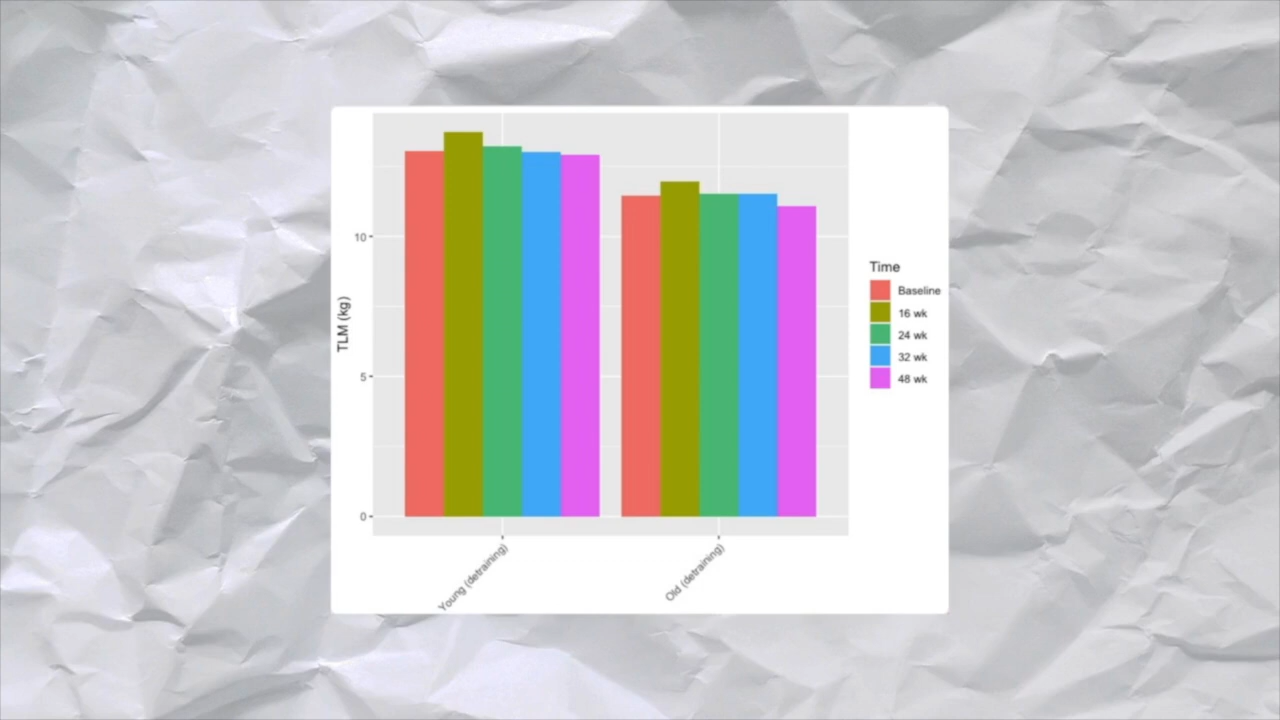 10
5
0
TLM (kg)
Young (detraining)
Old (detraining)
Time
Baseline
16 wk
24 wk
32 wk
48 wk